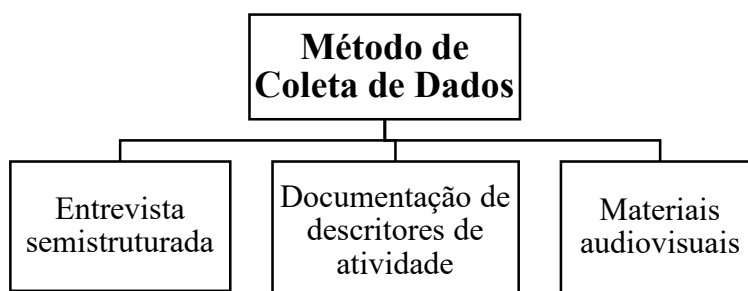 Método de
Coleta de Dados
Entrevista
semistruturada
Documentação de
descritores de
atividade
Materiais
audiovisuais